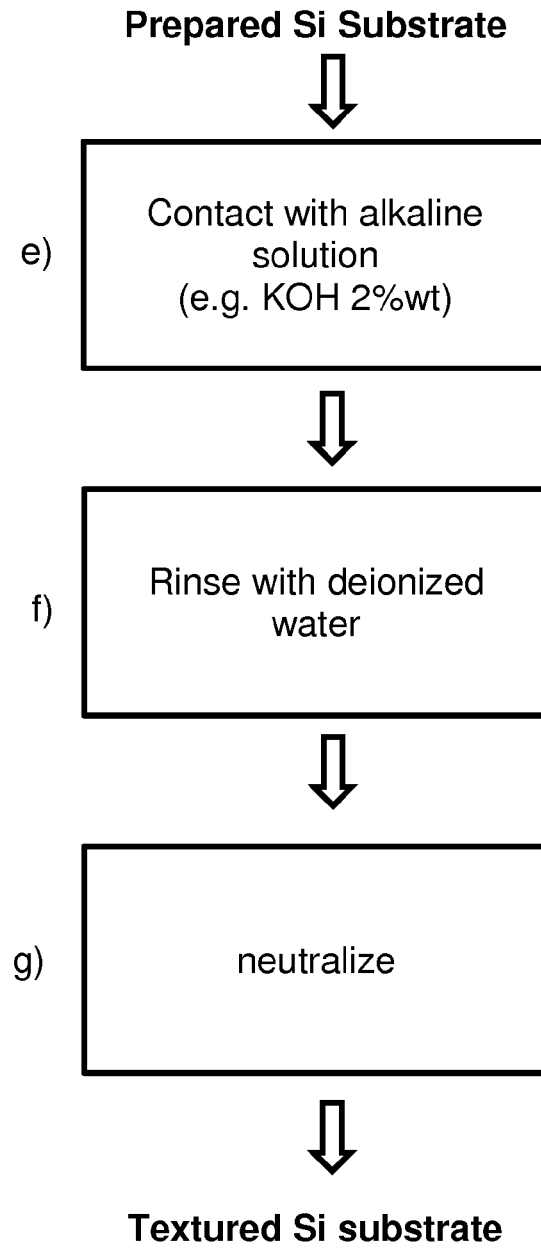 Prepared Si Substrate
e)
Contact with alkaline
solution
(e.g. KOH 2%wt)
f)
Rinse with deionized
water
g)
neutralize
Textured Si substrate